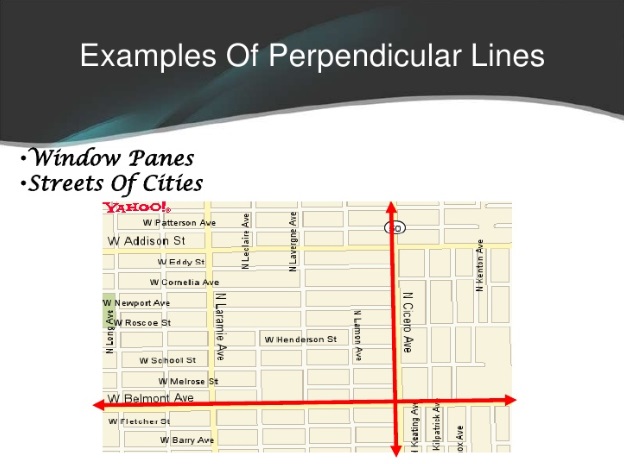 Examples Of Perpendicular Lines
•Window Panes
•Streets Of Cities
YAHOO!
W Patterson Ave
N Leclaire Ave
N Lavergne Ave
50
W Addison St
N Kenton Ave
W Eddy St
W Cornelia Ave
W Newport Ave
N Long Ave
N Laramie Ave
N Lamon Ave
N Cicero Ave
W Roscoe St
W Henderson St
W School St
W Melrose St
W Belmont Ave
W Fletcher St
N Keating Ave
Kilpatrick Av
ox Ave
W Barry Ave